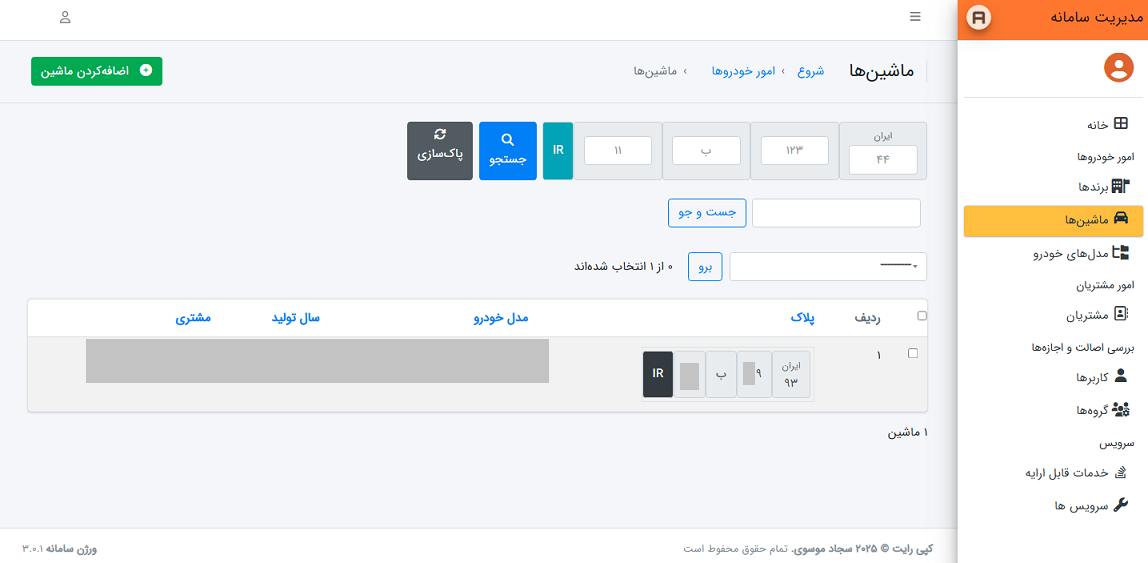 مدیریت سامانه
خانه
امور خودروها
برندها
ماشین‌ها
مدل‌های خودرو
امور مشتریان
مشتریان
بررسی اصالت و اجازه‌ها
کاربرها
گروه‌ها
سرویس
خدمات قابل ارایه
سرویس ها
ماشین‌ها
شروع › امور خودروها › ماشین‌ها
اضافه‌کردن ماشین
ایران
۴۴
۱۲۳
ب
۱۱
IR
جستجو
پاک‌سازی
جست و جو
---------
برو
۰ از ۱ انتخاب شده‌اند
ردیف پلاک مدل خودرو سال تولید مشتری
۱
ایران
۹۳
۹
ب
IR
۱ ماشین
کپی رایت © ۲۰۲۵ سجاد موسوی. تمام حقوق محفوط است
ورژن سامانه ۳.۰.۱